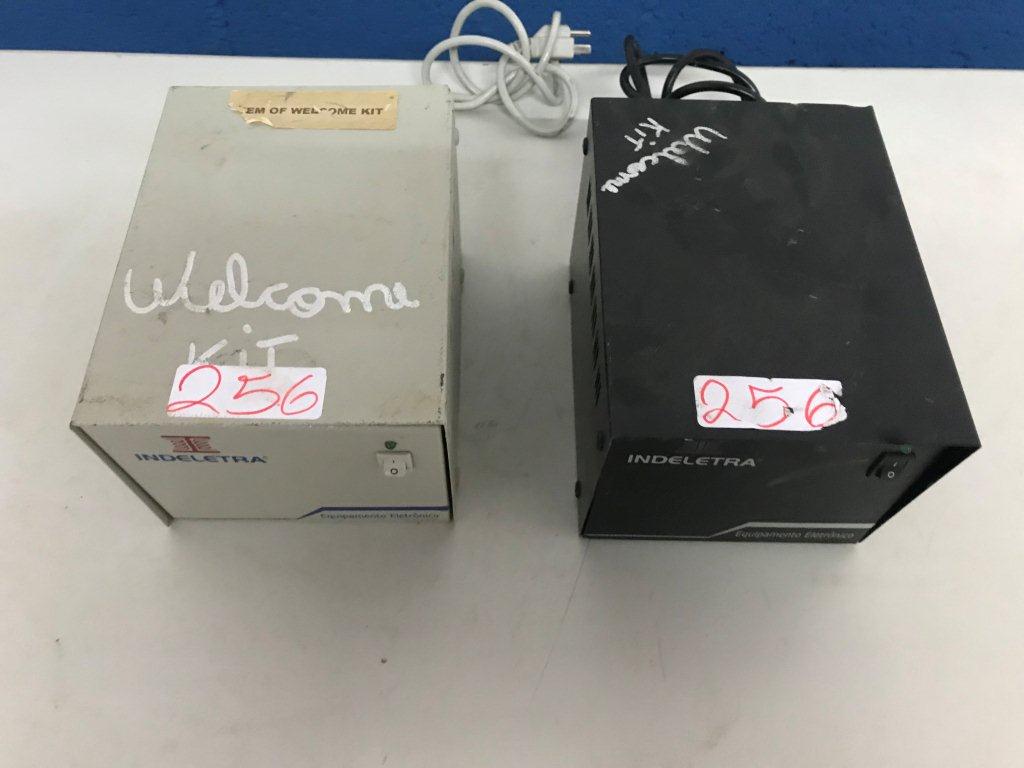 EM OF WELCOME KIT
Welcome
KiT
256
INDELETRA
Equipamento Eletrônico
Welcome
KiT
256
INDELETRA
Equipamento Eletrônico